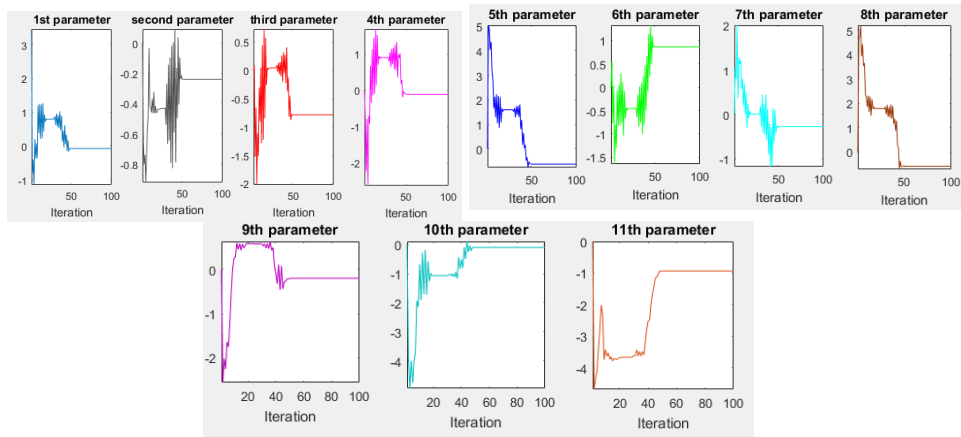 1st parameter
3
2
1
0
-1
50
100
Iteration
second parameter
0
-0.2
-0.4
-0.6
-0.8
50
100
Iteration
third parameter
0.5
0
-0.5
-1
-1.5
-2
50
100
Iteration
4th parameter
1
0
-1
-2
50
100
Iteration
5th parameter
5
4
3
2
1
0
50
100
Iteration
6th parameter
1
0.5
0
-0.5
-1
-1.5
50
100
Iteration
7th parameter
2
1
0
-1
50
100
Iteration
8th parameter
5
4
3
2
1
0
50
100
Iteration
9th parameter
0
-1
-2
20 40 60 80 100
Iteration
10th parameter
0
-1
-2
-3
-4
20 40 60 80 100
Iteration
11th parameter
0
-1
-2
-3
-4
20 40 60 80 100
Iteration